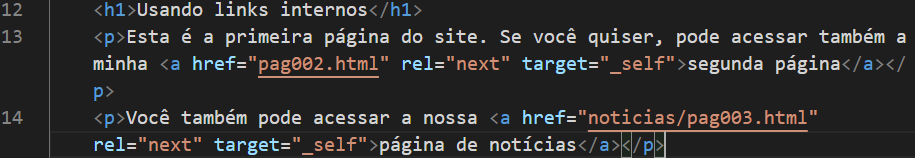 12 <h1>Usando links internos</h1>
13 <p>Esta é a primeira página do site. Se você quiser, pode acessar também a
minha <a href="pag002.html" rel="next" target="_self">segunda página</a></
p>
14 <p>Você também pode acessar a nossa <a href="noticias/pag003.html"
rel="next" target="_self">página de notícias</a></p>